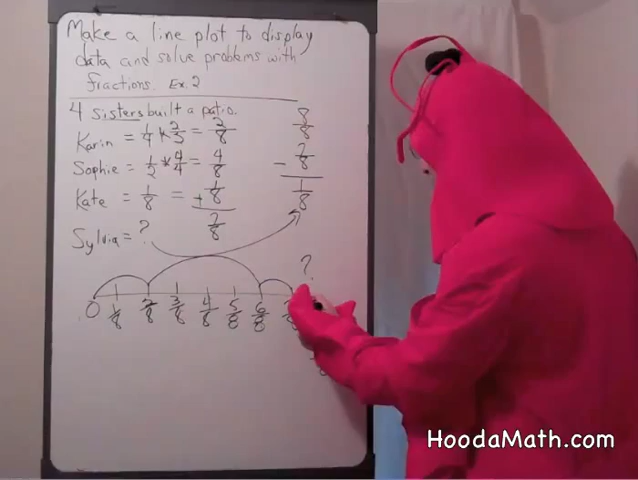 Make a line plot to display
data and solve problems with
fractions. Ex. 2
4 sisters built a patio.
Karin = 1/4 * 2/2 = 2/8
Sophie = 1/2 * 4/4 = 4/8
Kate = 1/8 = + 1/8
7/8
Sylvia = ?
8/8
- 7/8
1/8
?
0 1/8 2/8 3/8 4/8 5/8 6/8
HoodaMath.com